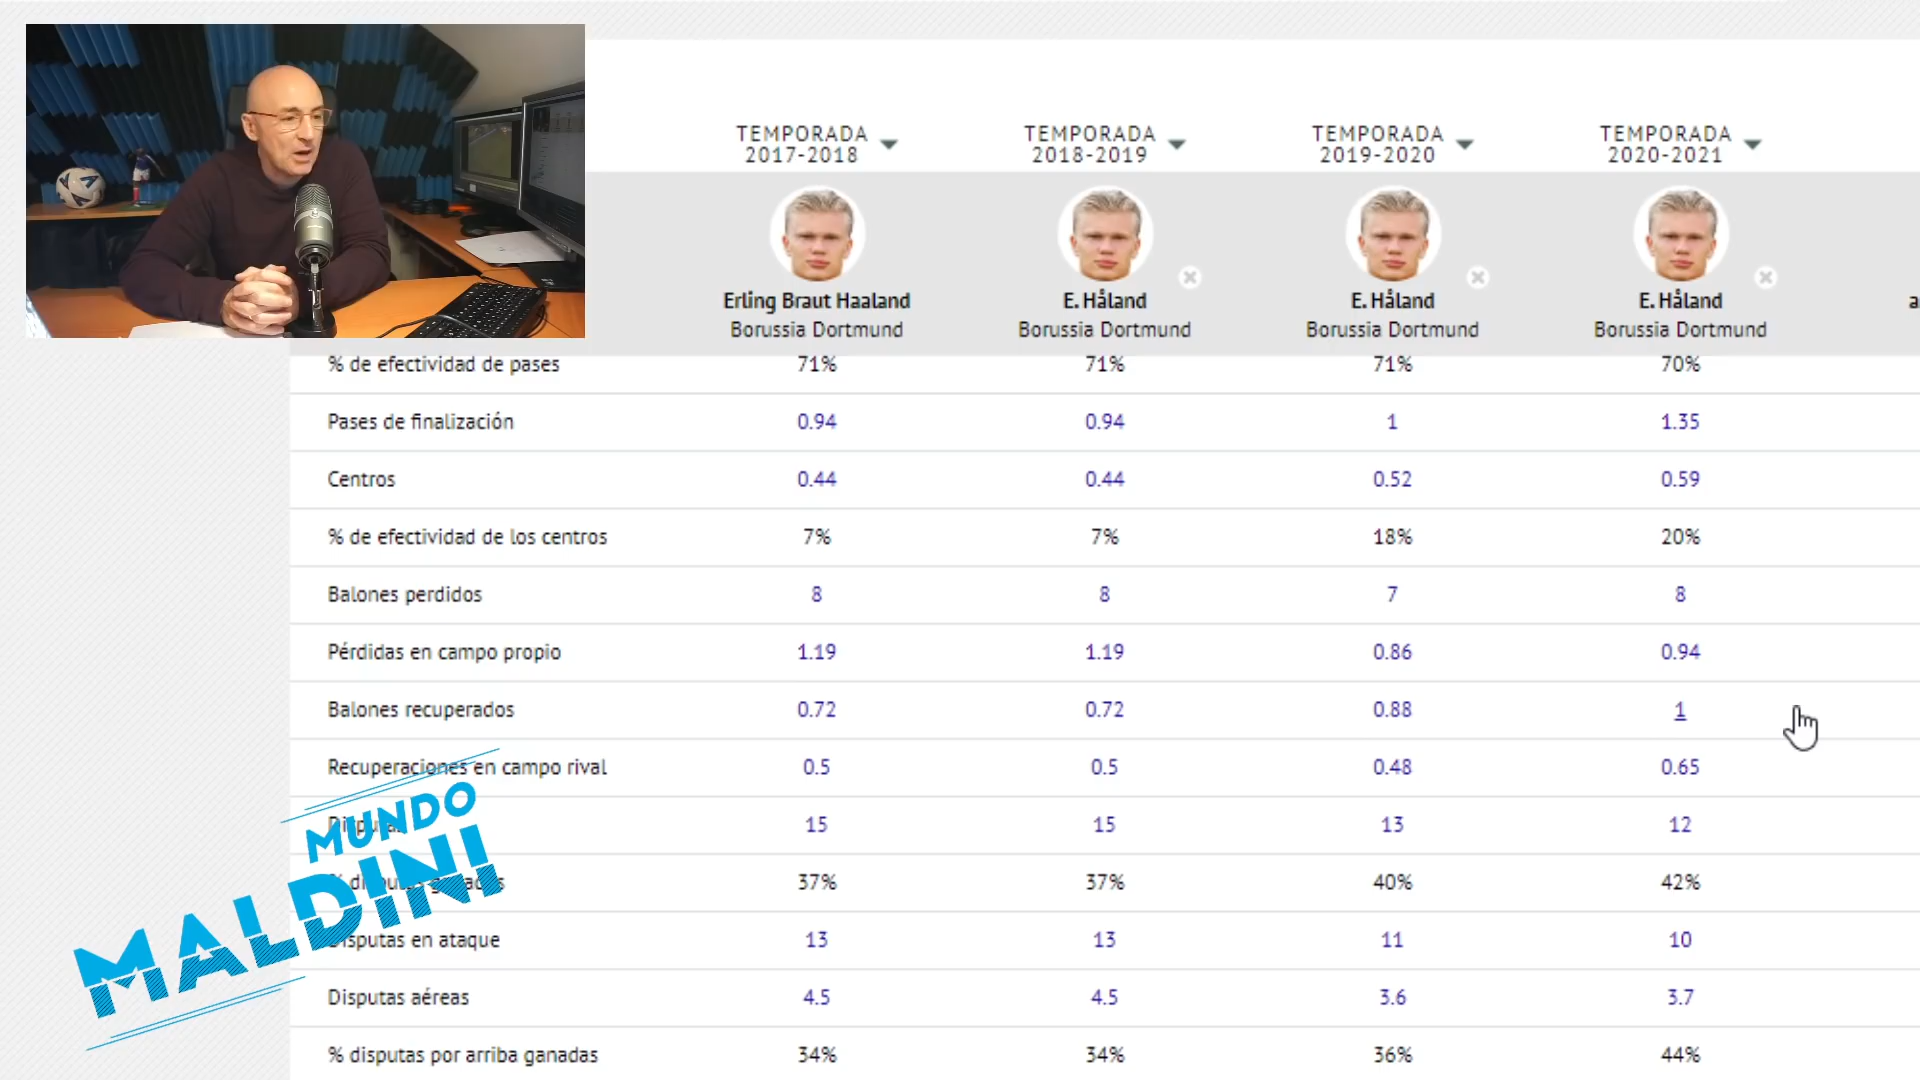 TEMPORADA
2017-2018
TEMPORADA
2018-2019
TEMPORADA
2019-2020
TEMPORADA
2020-2021
Erling Braut Haaland
Borussia Dortmund
E. Håland
Borussia Dortmund
E. Håland
Borussia Dortmund
E. Håland
Borussia Dortmund
a
% de efectividad de pases 71% 71% 71% 70%
Pases de finalización 0.94 0.94 1 1.35
Centros 0.44 0.44 0.52 0.59
% de efectividad de los centros 7% 7% 18% 20%
Balones perdidos 8 8 7 8
Pérdidas en campo propio 1.19 1.19 0.86 0.94
Balones recuperados 0.72 0.72 0.88 1
Recuperaciones en campo rival 0.5 0.5 0.48 0.65
Disputas 15 15 13 12
% disputas ganadas 37% 37% 40% 42%
Disputas en ataque 13 13 11 10
Disputas aéreas 4.5 4.5 3.6 3.7
% disputas por arriba ganadas 34% 34% 36% 44%
MUNDO
MALDINI